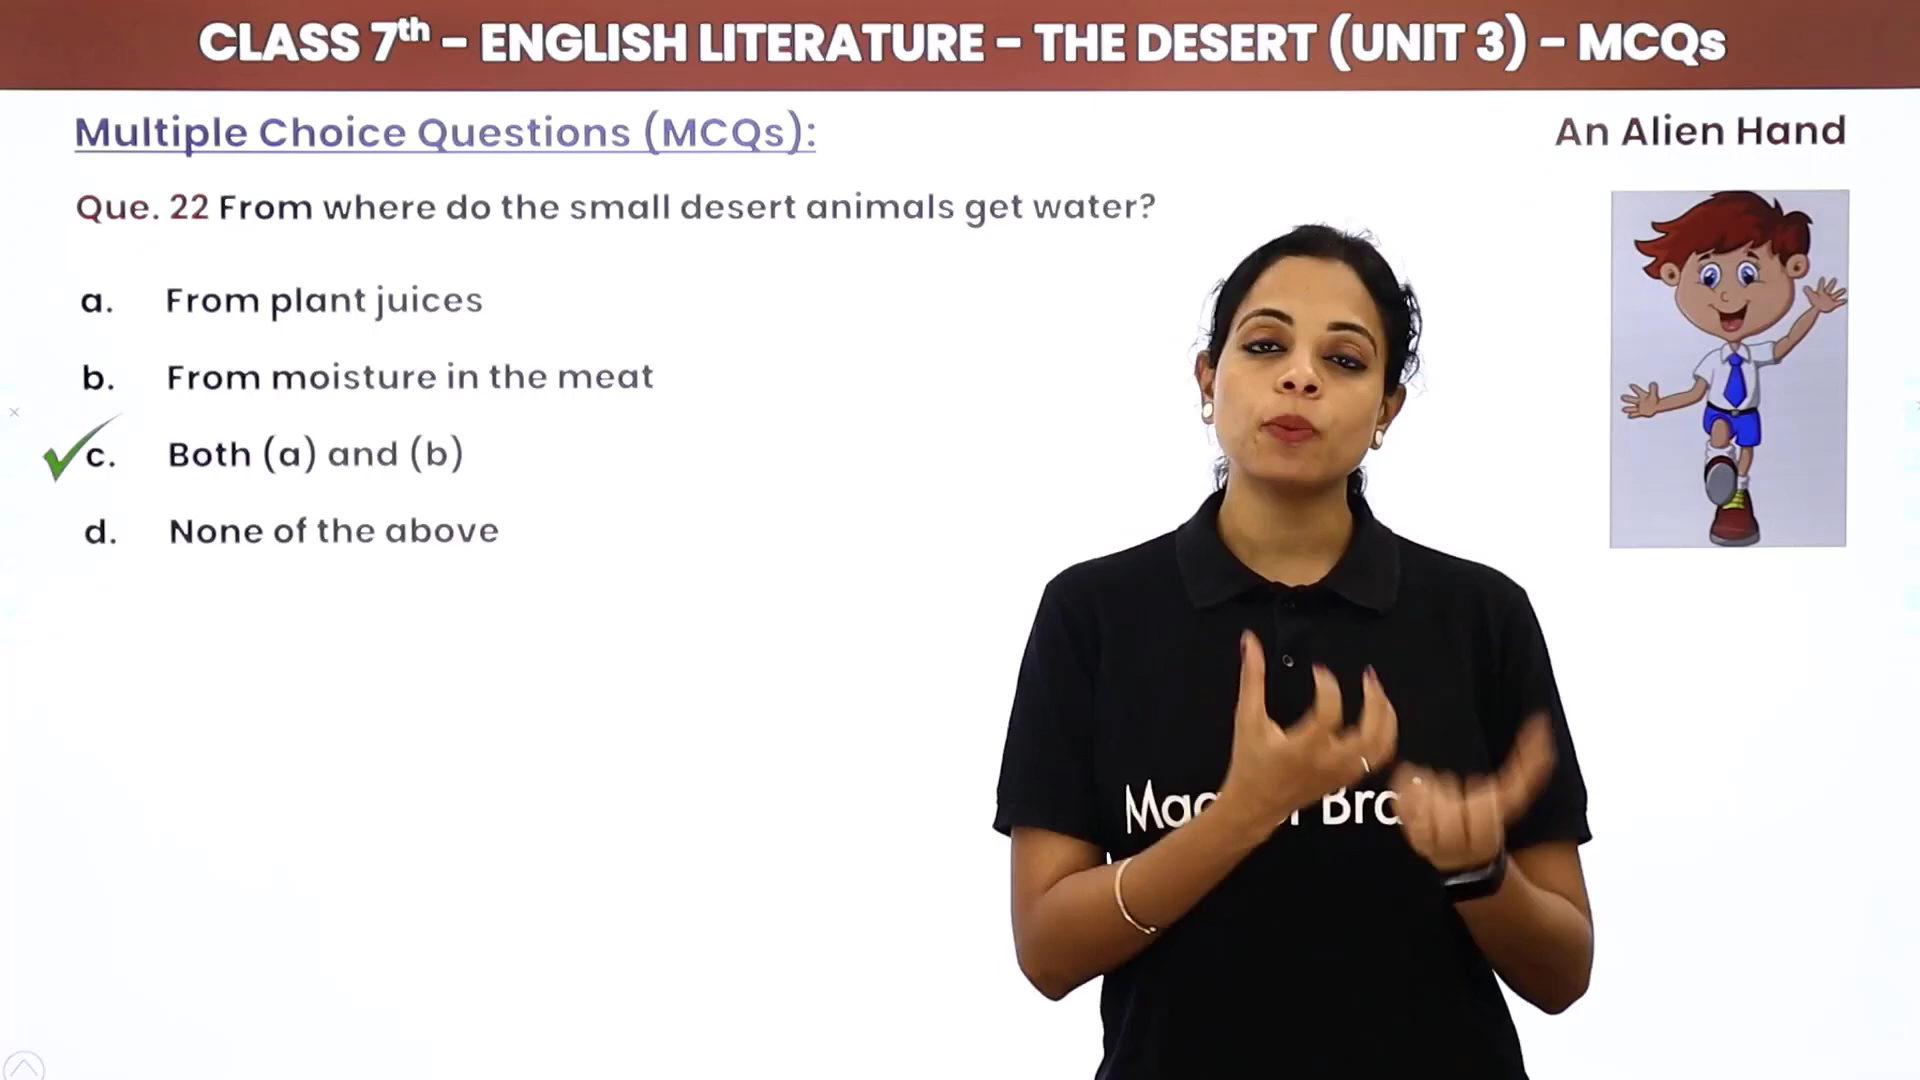 CLASS 7th - ENGLISH LITERATURE - THE DESERT (UNIT 3) - MCQs
Multiple Choice Questions (MCQs):
An Alien Hand
Que. 22 From where do the small desert animals get water?
a. From plant juices
b. From moisture in the meat
c. Both (a) and (b)
d. None of the above